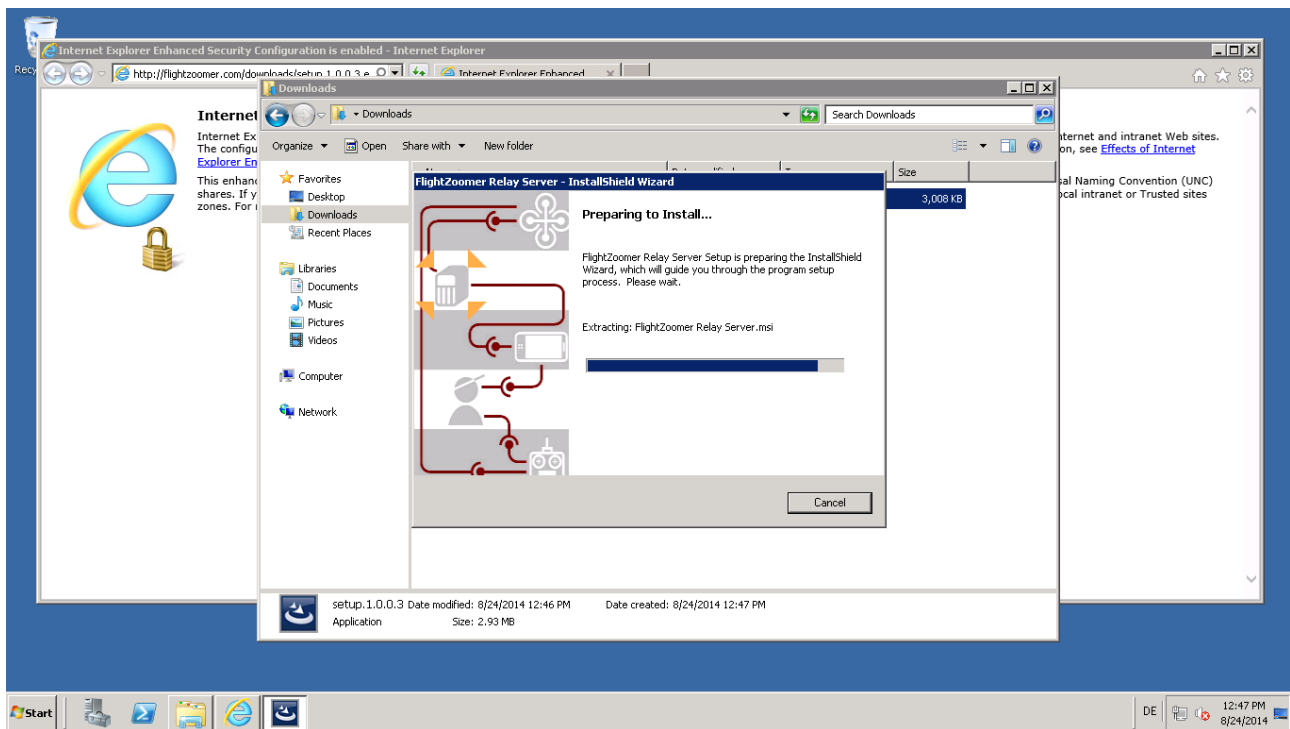 Recy
Internet Explorer Enhanced Security Configuration is enabled - Internet Explorer
http://flightzoomer.com/downloads/setup.1.0.0.3.e
Internet Explorer Enhanced
Internet
Internet Ex
The configu
Explorer En
This enhanc
shares. If y
zones. For
ternet and intranet Web sites.
on, see Effects of Internet
sal Naming Convention (UNC)
ocal intranet or Trusted sites
Downloads
Downloads
Search Downloads
Organize
Open
Share with
New folder
Size
3,008 KB
Favorites
Desktop
Downloads
Recent Places
Libraries
Documents
Music
Pictures
Videos
Computer
Network
FlightZoomer Relay Server - InstallShield Wizard
Preparing to Install...
FlightZoomer Relay Server Setup is preparing the InstallShield
Wizard, which will guide you through the program setup
process. Please wait.
Extracting: FlightZoomer Relay Server.msi
Cancel
setup.1.0.0.3 Date modified: 8/24/2014 12:46 PM Date created: 8/24/2014 12:47 PM
Application Size: 2.93 MB
Start
DE
12:47 PM
8/24/2014